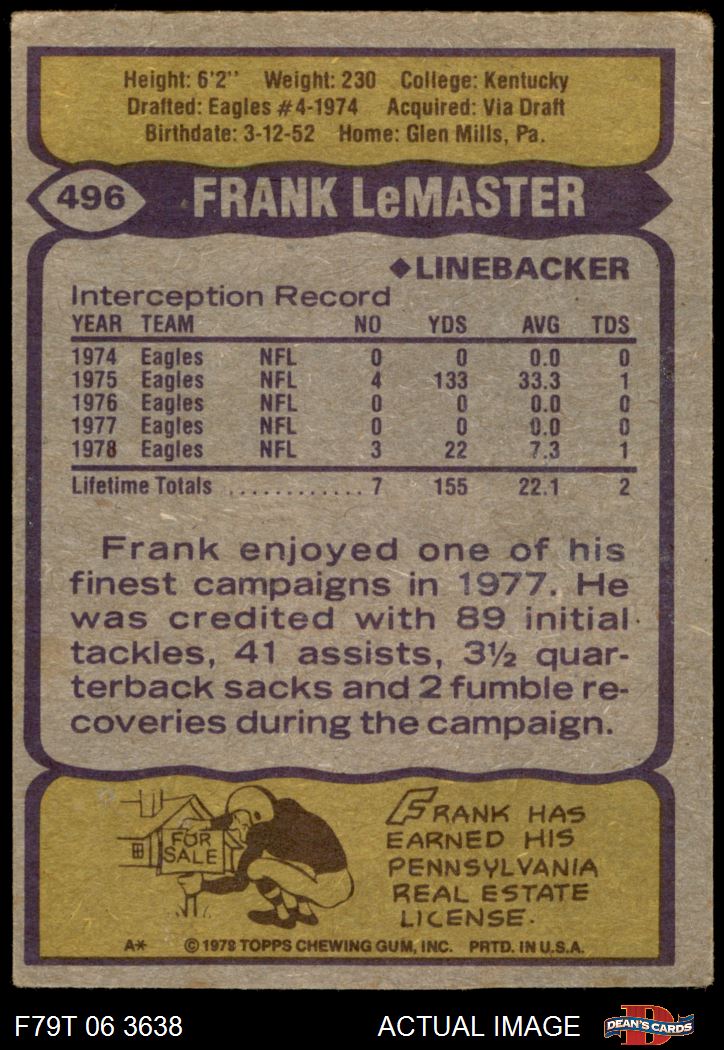 Height: 6'2" Weight: 230 College: Kentucky
Drafted: Eagles #4-1974 Acquired: Via Draft
Birthdate: 3-12-52 Home: Glen Mills, Pa.
496 FRANK LeMASTER
◆LINEBACKER
Interception Record
YEAR TEAM NO YDS AVG TDS
1974 Eagles NFL 0 0 0.0 0
1975 Eagles NFL 4 133 33.3 1
1976 Eagles NFL 0 0 0.0 0
1977 Eagles NFL 0 0 0.0 0
1978 Eagles NFL 3 22 7.3 1
Lifetime Totals ............ 7 155 22.1 2
Frank enjoyed one of his
finest campaigns in 1977. He
was credited with 89 initial
tackles, 41 assists, 3½ quar-
terback sacks and 2 fumble re-
coveries during the campaign.
FOR
SALE
FRANK HAS
EARNED HIS
PENNSYLVANIA
REAL ESTATE
LICENSE.
A* © 1978 TOPPS CHEWING GUM, INC. PRTD. IN U.S.A.
F79T 06 3638 ACTUAL IMAGE D DEAN'S CARDS